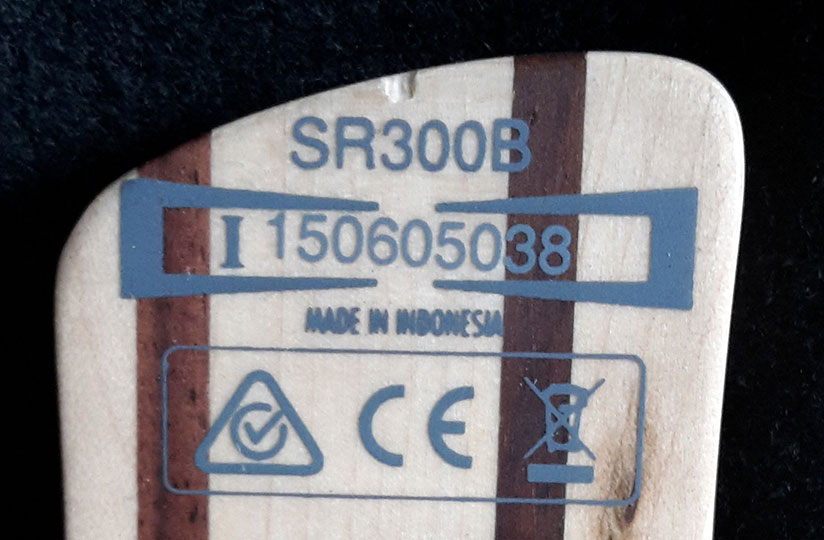 SR300B
I 150605038
MADE IN INDONESIA
CE